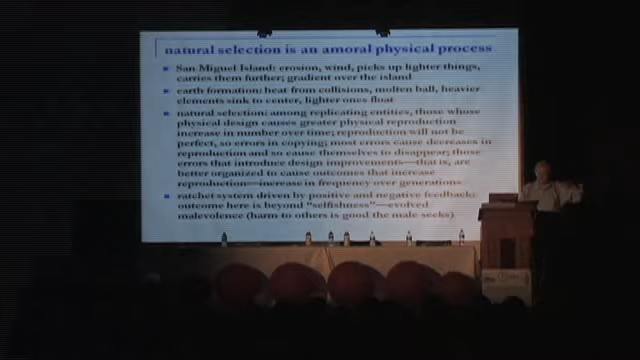 natural selection is an amoral physical process
San Miguel Island: erosion, wind, picks up lighter things,
carries them further; gradient over the island
earth formation: heat from collisions, molten ball, heavier
elements sink to center, lighter ones float
natural selection: among replicating entities, those whose
physical design causes greater physical reproduction
increase in number over time; reproduction will not be
perfect, so errors in copying; most errors cause decreases in
reproduction and so cause themselves to disappear; those
errors that introduce design improvements—that is, are
better organized to cause outcomes that increase
reproduction—increase in frequency over generations
ratchet system driven by positive and negative feedback:
outcome here is beyond "selfishness"—evolved
malevolence (harm to others is good the male seeks)